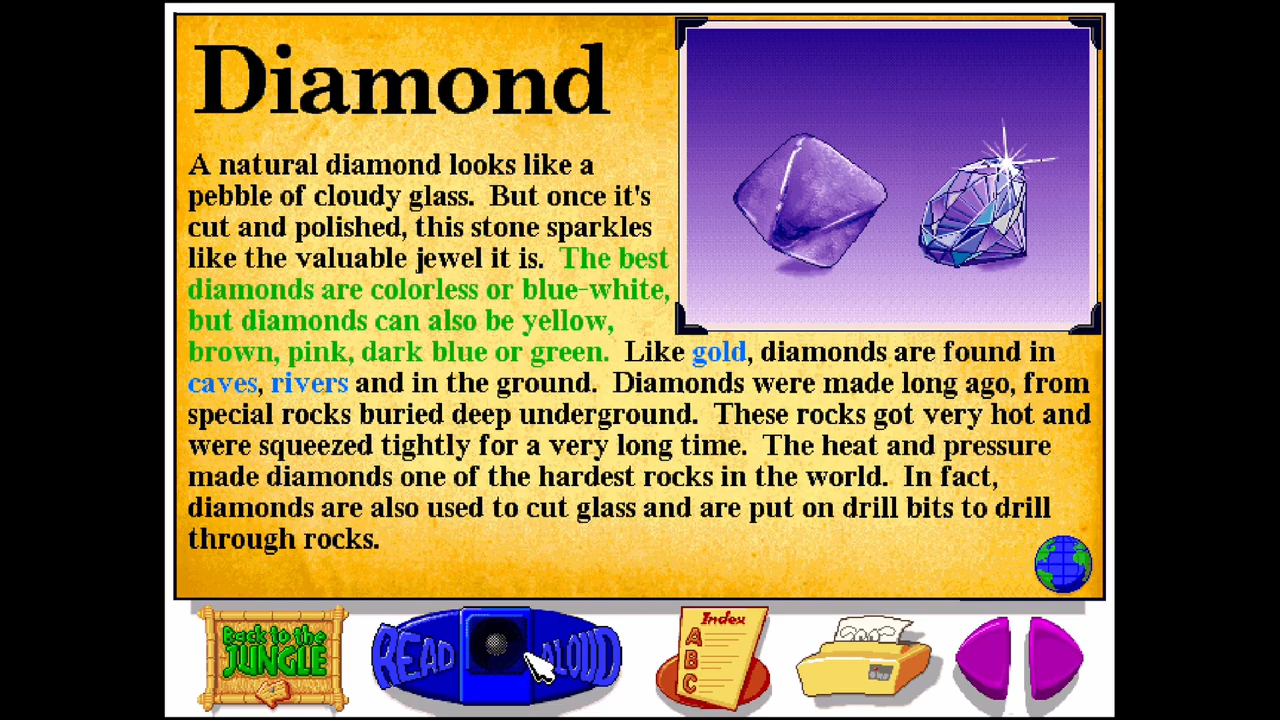 Diamond
A natural diamond looks like a
pebble of cloudy glass.  But once it's
cut and polished, this stone sparkles
like the valuable jewel it is.  The best
diamonds are colorless or blue-white,
but diamonds can also be yellow,
brown, pink, dark blue or green.  Like gold, diamonds are found in
caves, rivers and in the ground.  Diamonds were made long ago, from
special rocks buried deep underground.  These rocks got very hot and
were squeezed tightly for a very long time.  The heat and pressure
made diamonds one of the hardest rocks in the world.  In fact,
diamonds are also used to cut glass and are put on drill bits to drill
through rocks.
Back to the
JUNGLE
READ ALOUD
Index
A
B
C